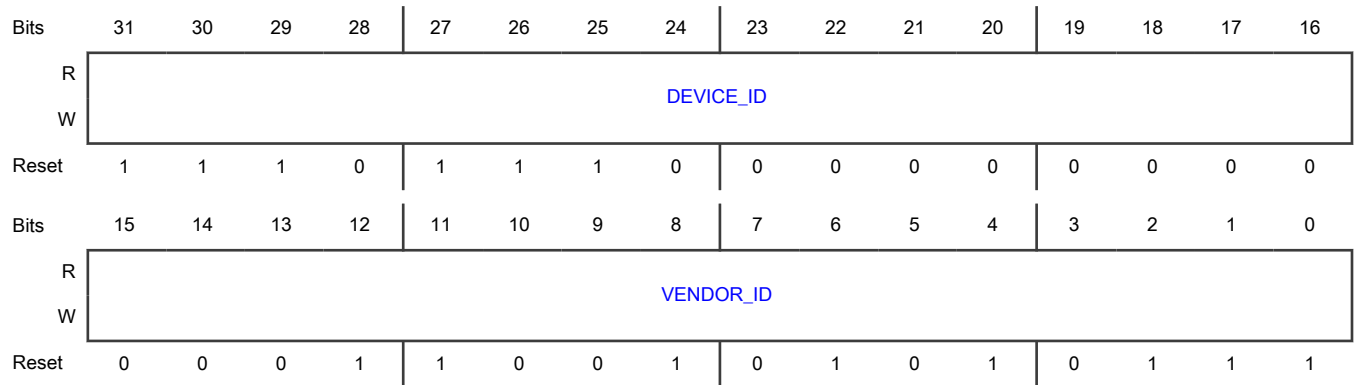 Bits 31 30 29 28 27 26 25 24 23 22 21 20 19 18 17 16
R
DEVICE_ID
W
Reset 1 1 1 0 1 1 1 0 0 0 0 0 0 0 0 0
Bits 15 14 13 12 11 10 9 8 7 6 5 4 3 2 1 0
R
VENDOR_ID
W
Reset 0 0 0 1 1 0 0 1 0 1 0 1 0 1 1 1